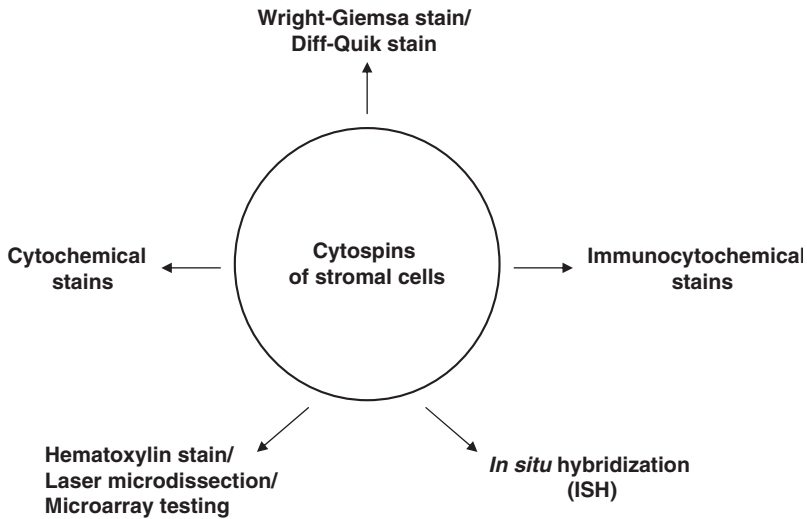 Wright-Giemsa stain/
Diff-Quik stain
Cytochemical
stains
Cytospins
of stromal cells
Immunocytochemical
stains
Hematoxylin stain/
Laser microdissection/
Microarray testing
In situ hybridization
(ISH)